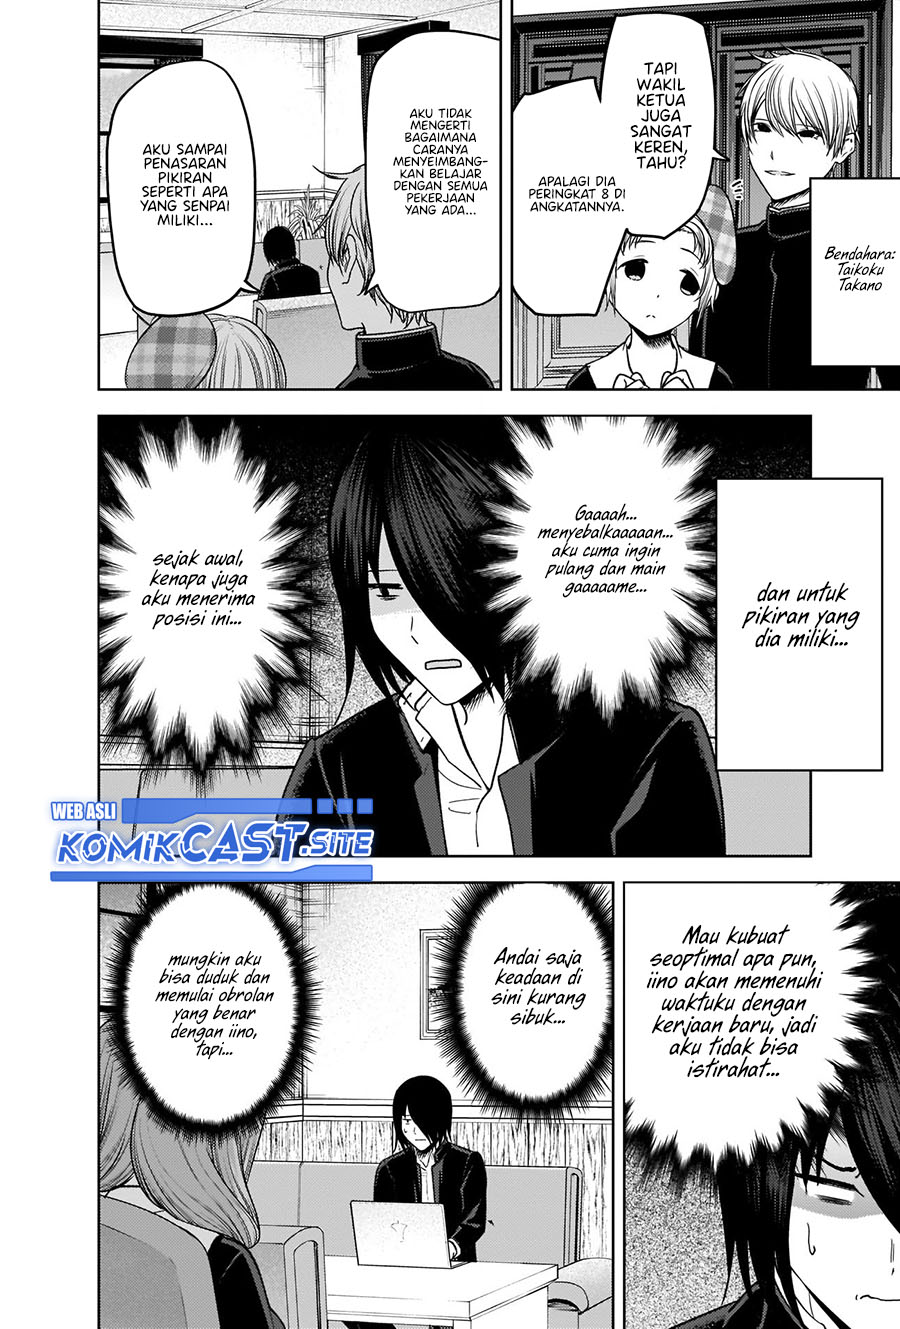 TAPI
WAKIL
KETUA
JUGA
SANGAT
KEREN,
TAHU?
APALAGI DIA
PERINGKAT 8 DI
ANGKATANNYA.
Bendahara:
Taikoku
Takano
AKU TIDAK
MENGERTI
BAGAIMANA
CARANYA
MENYEIMBANG-
KAN BELAJAR
DENGAN SEMUA
PEKERJAAN
YANG ADA...
AKU SAMPAI
PENASARAN
PIKIRAN
SEPERTI APA
YANG SENPAI
MILIKI...
dan untuk
pikiran yang
dia miliki...
Gaaaah...
menyebalkaaaaan...
aku cuma ingin
pulang dan main
gaaaaame...
sejak awal,
kenapa juga
aku menerima
posisi ini...
WEB ASLI
KOMIKCAST.SITE
Mau kubuat
seoptimal apa pun,
iino akan memenuhi
waktuku dengan
kerjaan baru, jadi
aku tidak bisa
istirahat...
Andai saja
keadaan di
sini kurang
sibuk...
mungkin aku
bisa duduk dan
memulai obrolan
yang benar
dengan iino,
tapi...